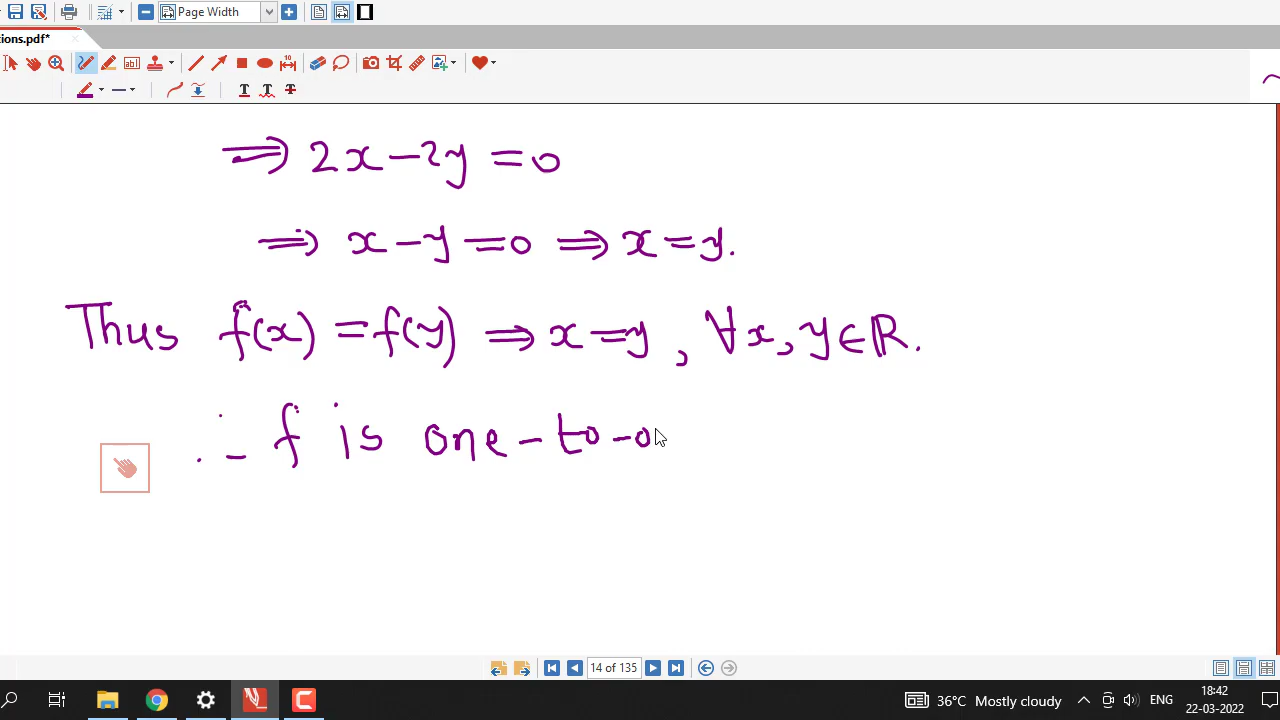 Page Width
tions.pdf*
⟹ 2x - 2y = 0
⟹ x - y = 0 ⟹ x = y.
Thus f(x) = f(y) ⟹ x = y, ∀x, y ∈ ℝ.
∴ f is one-to-o
14 of 135
36°C Mostly cloudy ENG 18:42
22-03-2022